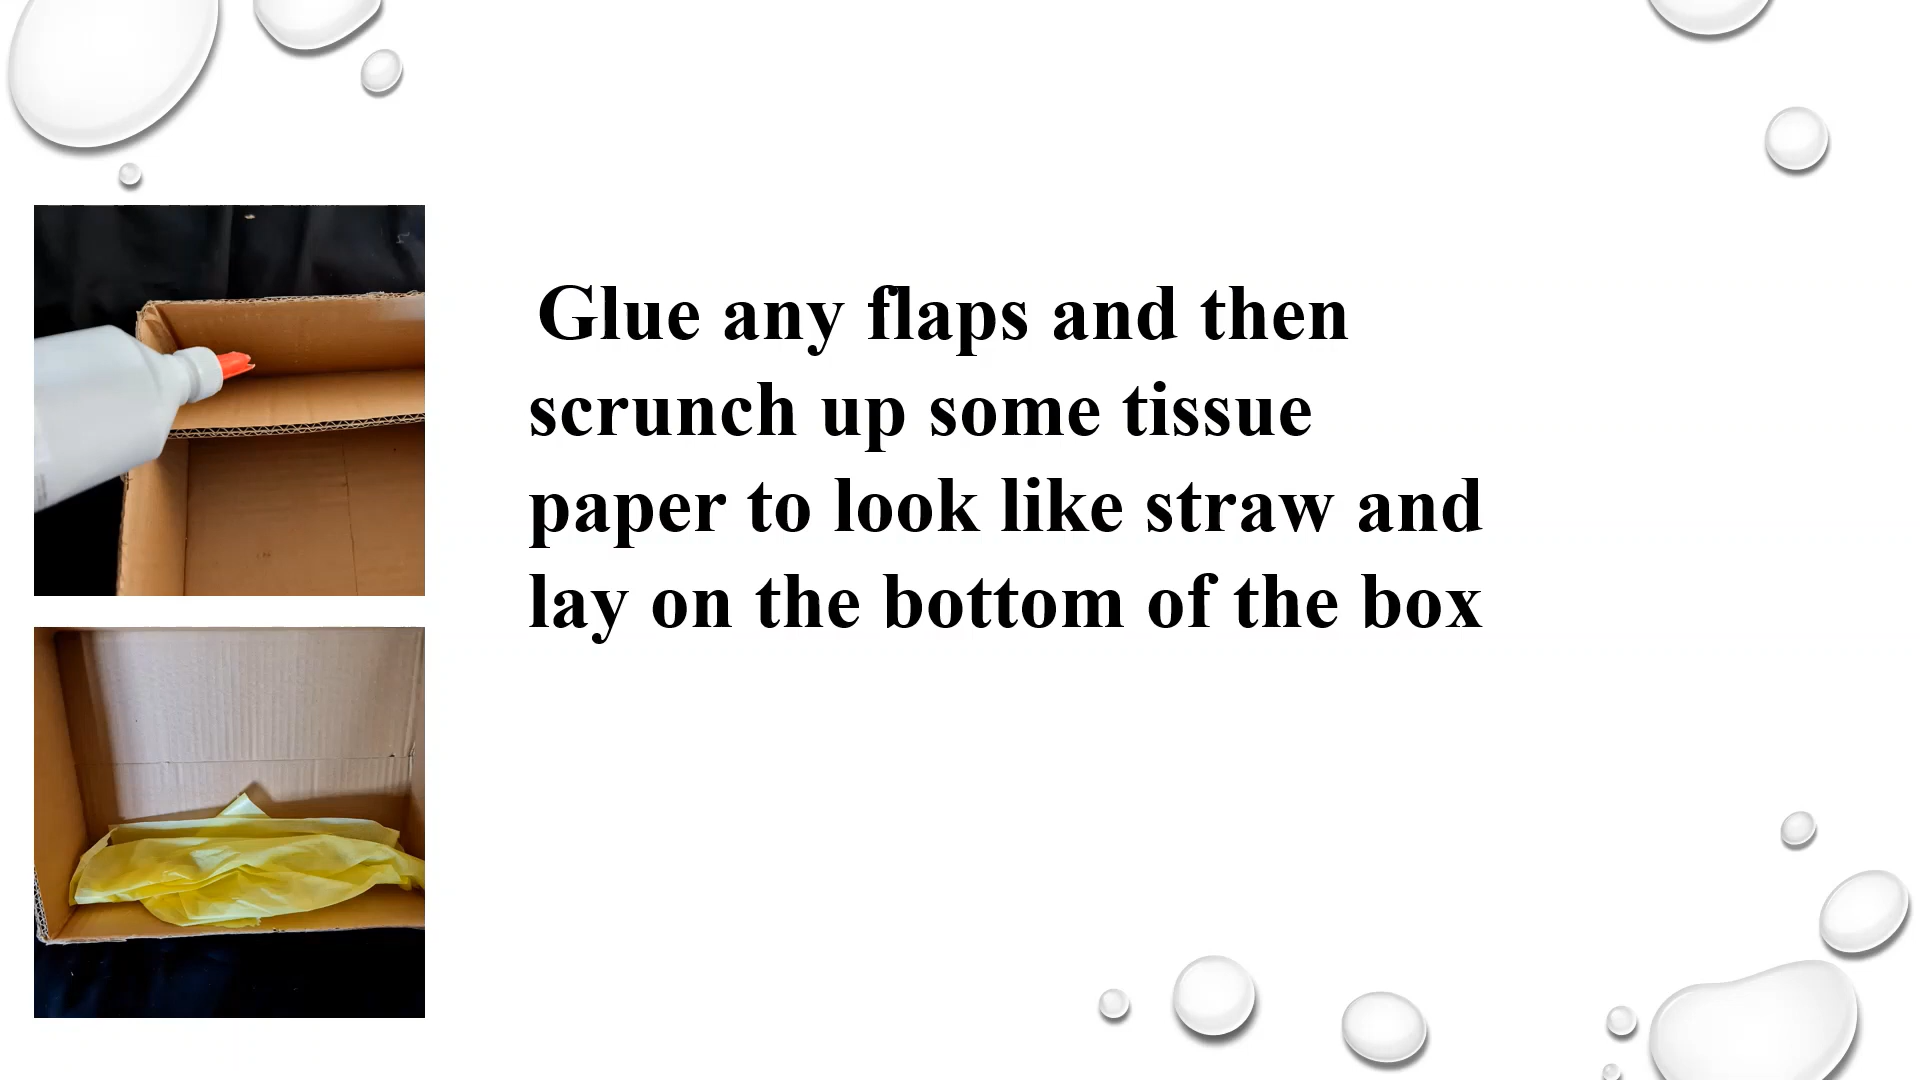 Glue any flaps and then
scrunch up some tissue
paper to look like straw and
lay on the bottom of the box